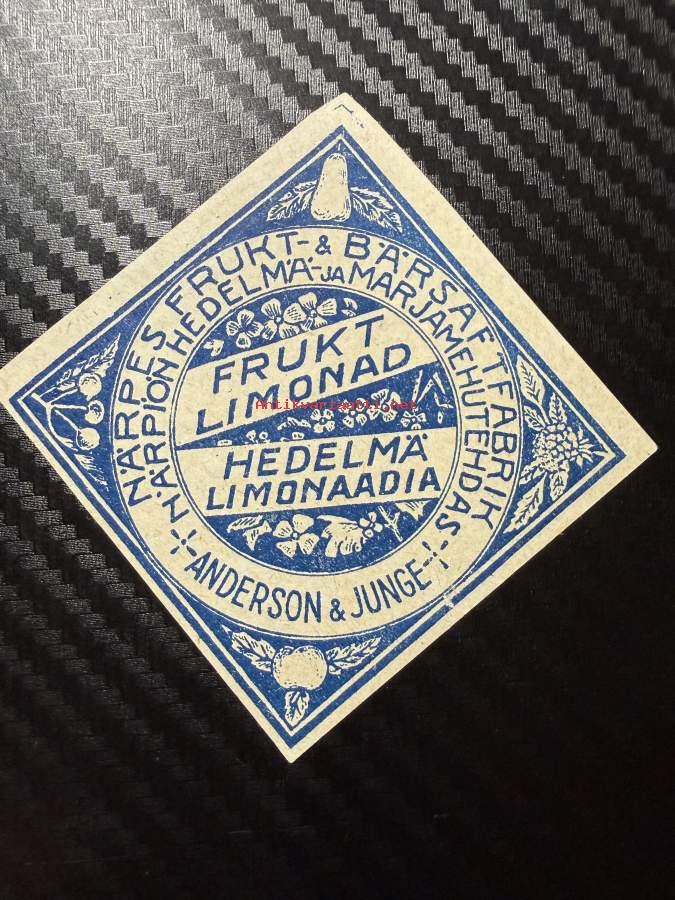 NÄRPES FRUKT- & BÄRSAFTFABRIK
NÄRPIÖN HEDELMÄ- JA MARJAMEHUTEHDAS
FRUKT
LIMONAD
Antikvariaatti.net
HEDELMÄ
LIMONAADIA
ANDERSON & JUNGE